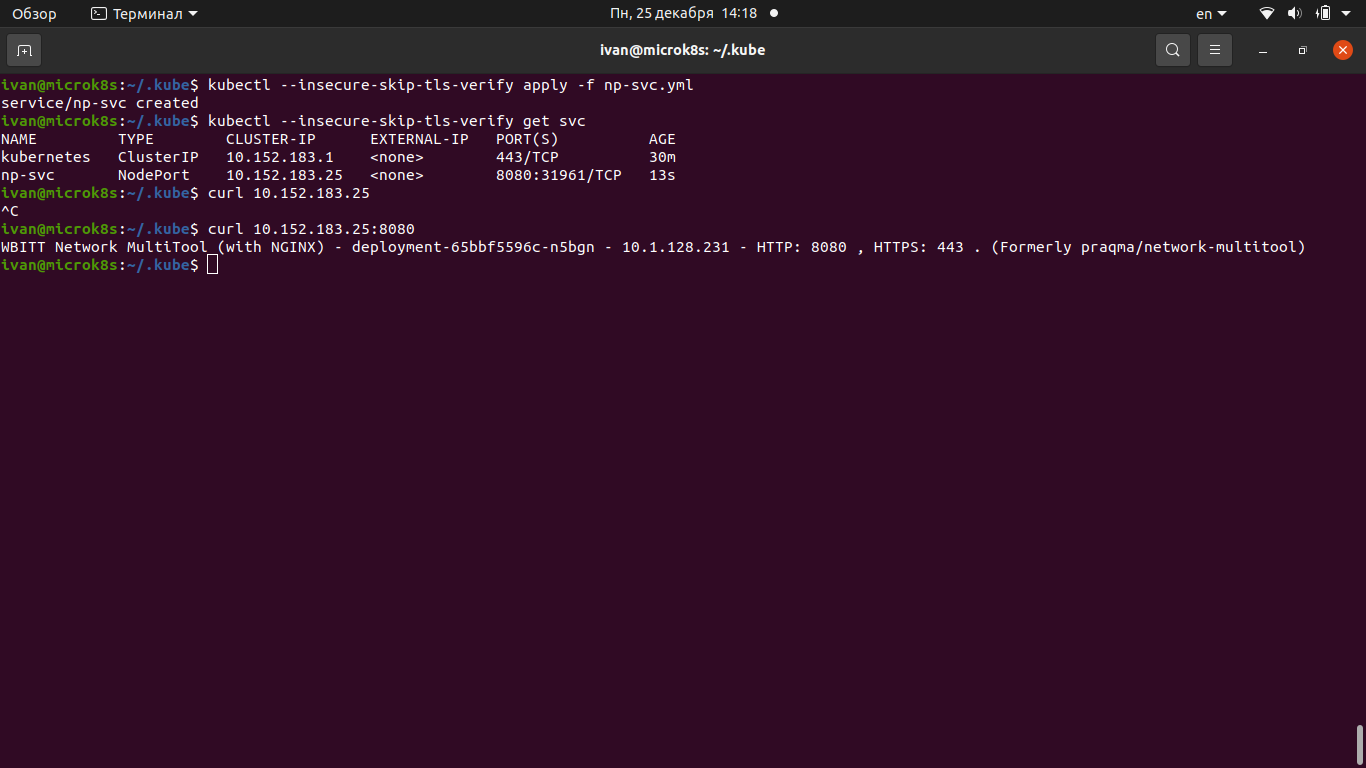 Обзор Терминал Пн, 25 декабря 14:18 en
ivan@microk8s: ~/.kube
ivan@microk8s:~/.kube$ kubectl --insecure-skip-tls-verify apply -f np-svc.yml
service/np-svc created
ivan@microk8s:~/.kube$ kubectl --insecure-skip-tls-verify get svc
NAME         TYPE        CLUSTER-IP      EXTERNAL-IP   PORT(S)          AGE
kubernetes   ClusterIP   10.152.183.1    <none>        443/TCP          30m
np-svc       NodePort    10.152.183.25   <none>        8080:31961/TCP   13s
ivan@microk8s:~/.kube$ curl 10.152.183.25
^C
ivan@microk8s:~/.kube$ curl 10.152.183.25:8080
WBITT Network MultiTool (with NGINX) - deployment-65bbf5596c-n5bgn - 10.1.128.231 - HTTP: 8080 , HTTPS: 443 . (Formerly praqma/network-multitool)
ivan@microk8s:~/.kube$